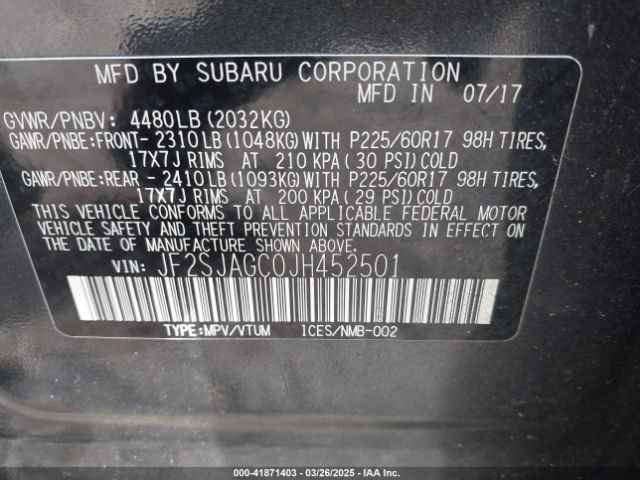 MFD BY SUBARU CORPORATION
MFD IN 07/17
GVWR/PNBV: 4480LB (2032KG)
GAWR/PNBE:FRONT- 2310LB (1048KG) WITH P225/60R17 98H TIRES,
17X7J RIMS AT 210 KPA( 30 PSI) COLD
GAWR/PNBE:REAR - 2410LB (1093KG) WITH P225/60R17 98H TIRES,
17X7J RIMS AT 200 KPA( 29 PSI) COLD
THIS VEHICLE CONFORMS TO ALL APPLICABLE FEDERAL MOTOR
VEHICLE SAFETY AND THEFT PREVENTION STANDARDS IN EFFECT
ON THE DATE OF MANUFACTURE SHOWN ABOVE.
VIN: JF2SJAGC0JH452501
TYPE:MPV/VTUM ICES/NMB-002
000-41871403 - 03/26/2025 - IAA Inc.